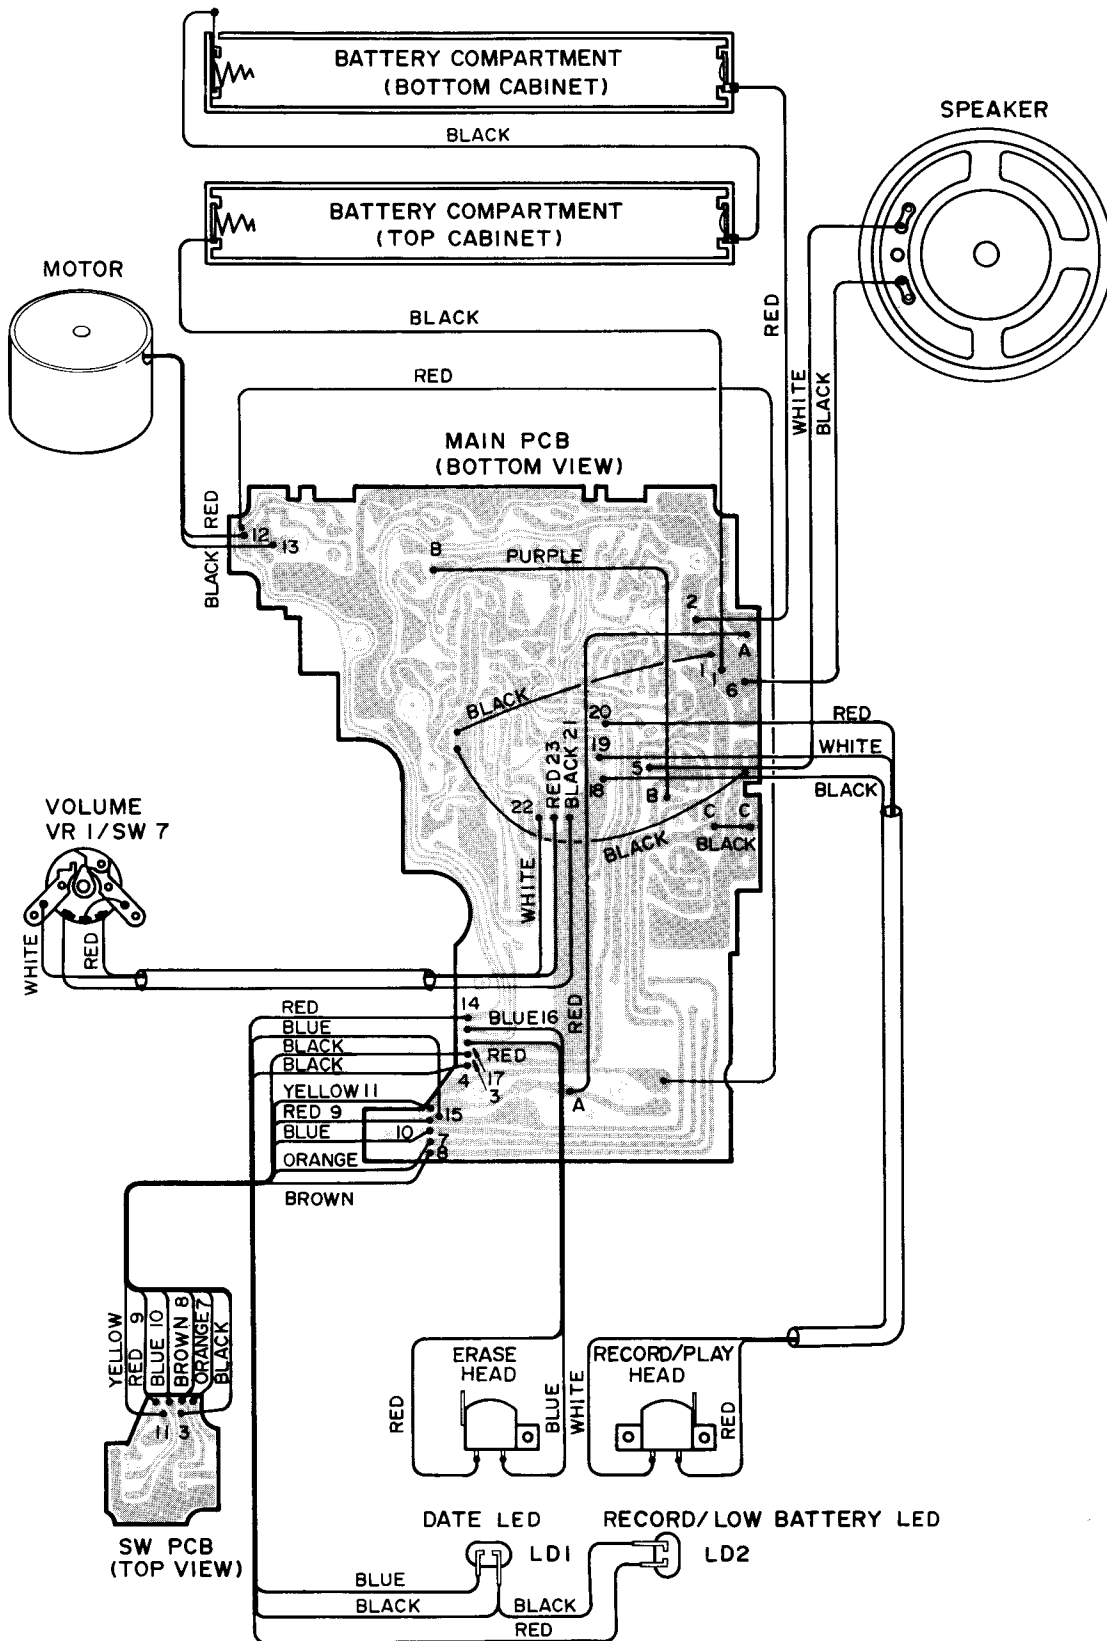 BATTERY COMPARTMENT
(BOTTOM CABINET)
BLACK
SPEAKER
BATTERY COMPARTMENT
(TOP CABINET)
MOTOR
BLACK
RED
WHITE
BLACK
RED
MAIN PCB
(BOTTOM VIEW)
RED
BLACK
12
13
B
PURPLE
2
A
1
1
6
BLACK
20
RED
19
WHITE
5
18
BLACK
B
22
RED 23
BLACK 21
C C
BLACK
BLACK
VOLUME
VR 1/SW 7
WHITE
WHITE
RED
14
RED
BLUE
BLUE 16
RED
BLACK
RED
BLACK
4
17
3
YELLOW 11
A
RED 9
15
BLUE
10
7
ORANGE
8
BROWN
YELLOW
RED 9
BLUE 10
BROWN 8
ORANGE 7
BLACK
11 3
SW PCB
(TOP VIEW)
ERASE
HEAD
RED
BLUE
RECORD/PLAY
HEAD
WHITE
RED
DATE LED
LD1
RECORD/LOW BATTERY LED
LD2
BLUE
BLACK
BLACK
RED